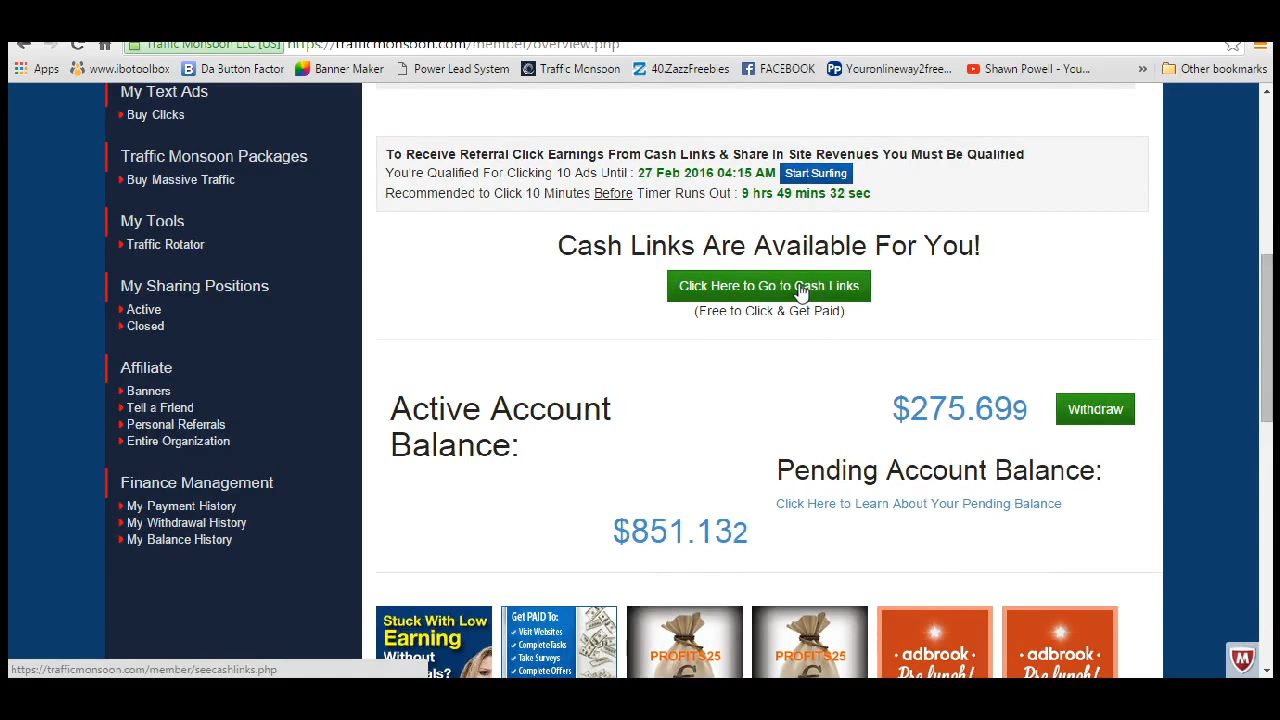 Traffic Monsoon LLC [US] https://trafficmonsoon.com/member/overview.php
Apps www.ibotoolbox Da Button Factor Banner Maker Power Lead System Traffic Monsoon 40.ZazzFreebies FACEBOOK Youronlineway2free... Shawn Powell - You... » Other bookmarks
My Text Ads
Buy Clicks
Traffic Monsoon Packages
Buy Massive Traffic
My Tools
Traffic Rotator
My Sharing Positions
Active
Closed
Affiliate
Banners
Tell a Friend
Personal Referrals
Entire Organization
Finance Management
My Payment History
My Withdrawal History
My Balance History
To Receive Referral Click Earnings From Cash Links & Share In Site Revenues You Must Be Qualified
You're Qualified For Clicking 10 Ads Until : 27 Feb 2016 04:15 AM Start Surfing
Recommended to Click 10 Minutes Before Timer Runs Out : 9 hrs 49 mins 32 sec
Cash Links Are Available For You!
Click Here to Go to Cash Links
(Free to Click & Get Paid)
Active Account
Balance:
$275.699 Withdraw
Pending Account Balance:
Click Here to Learn About Your Pending Balance
$851.132
Stuck With Low
Earning
Without
Get PAID To:
Visit Websites
Complete Tasks
Take Surveys
Complete Offers
PROFITS25
PROFITS25
adbrook
adbrook
https://trafficmonsoon.com/member/seecashlinks.php